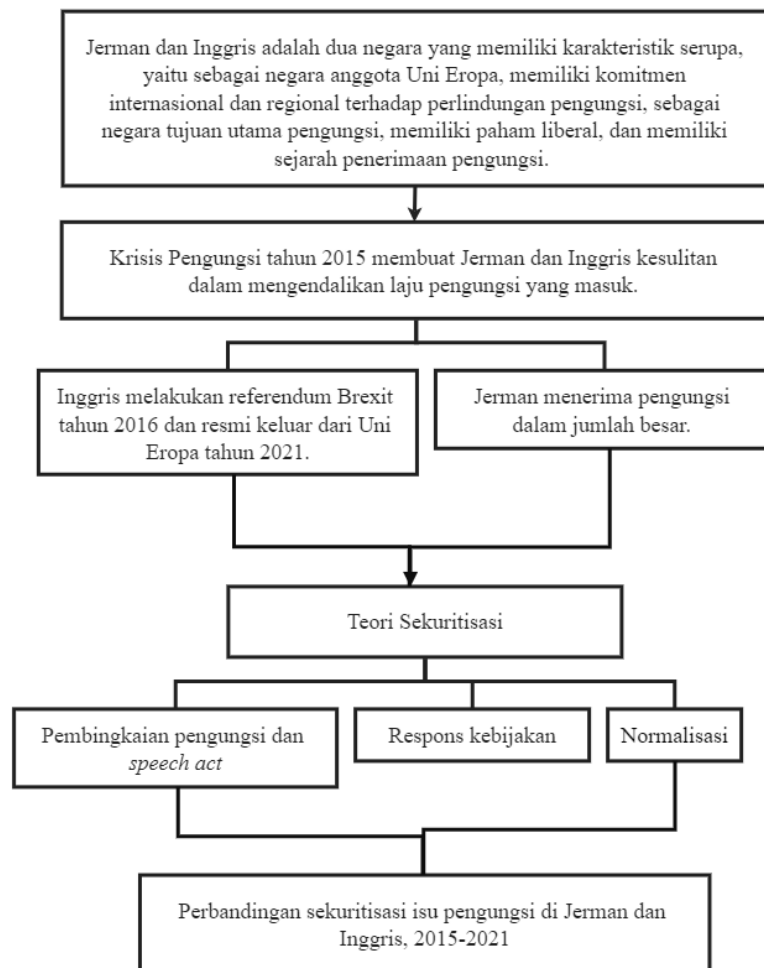 Jerman dan Inggris adalah dua negara yang memiliki karakteristik serupa,
yaitu sebagai negara anggota Uni Eropa, memiliki komitmen
internasional dan regional terhadap perlindungan pengungsi, sebagai
negara tujuan utama pengungsi, memiliki paham liberal, dan memiliki
sejarah penerimaan pengungsi.
Krisis Pengungsi tahun 2015 membuat Jerman dan Inggris kesulitan
dalam mengendalikan laju pengungsi yang masuk.
Inggris melakukan referendum Brexit
tahun 2016 dan resmi keluar dari Uni
Eropa tahun 2021.
Jerman menerima pengungsi
dalam jumlah besar.
Teori Sekuritisasi
Pembingkaian pengungsi dan
speech act
Respons kebijakan
Normalisasi
Perbandingan sekuritisasi isu pengungsi di Jerman dan
Inggris, 2015-2021